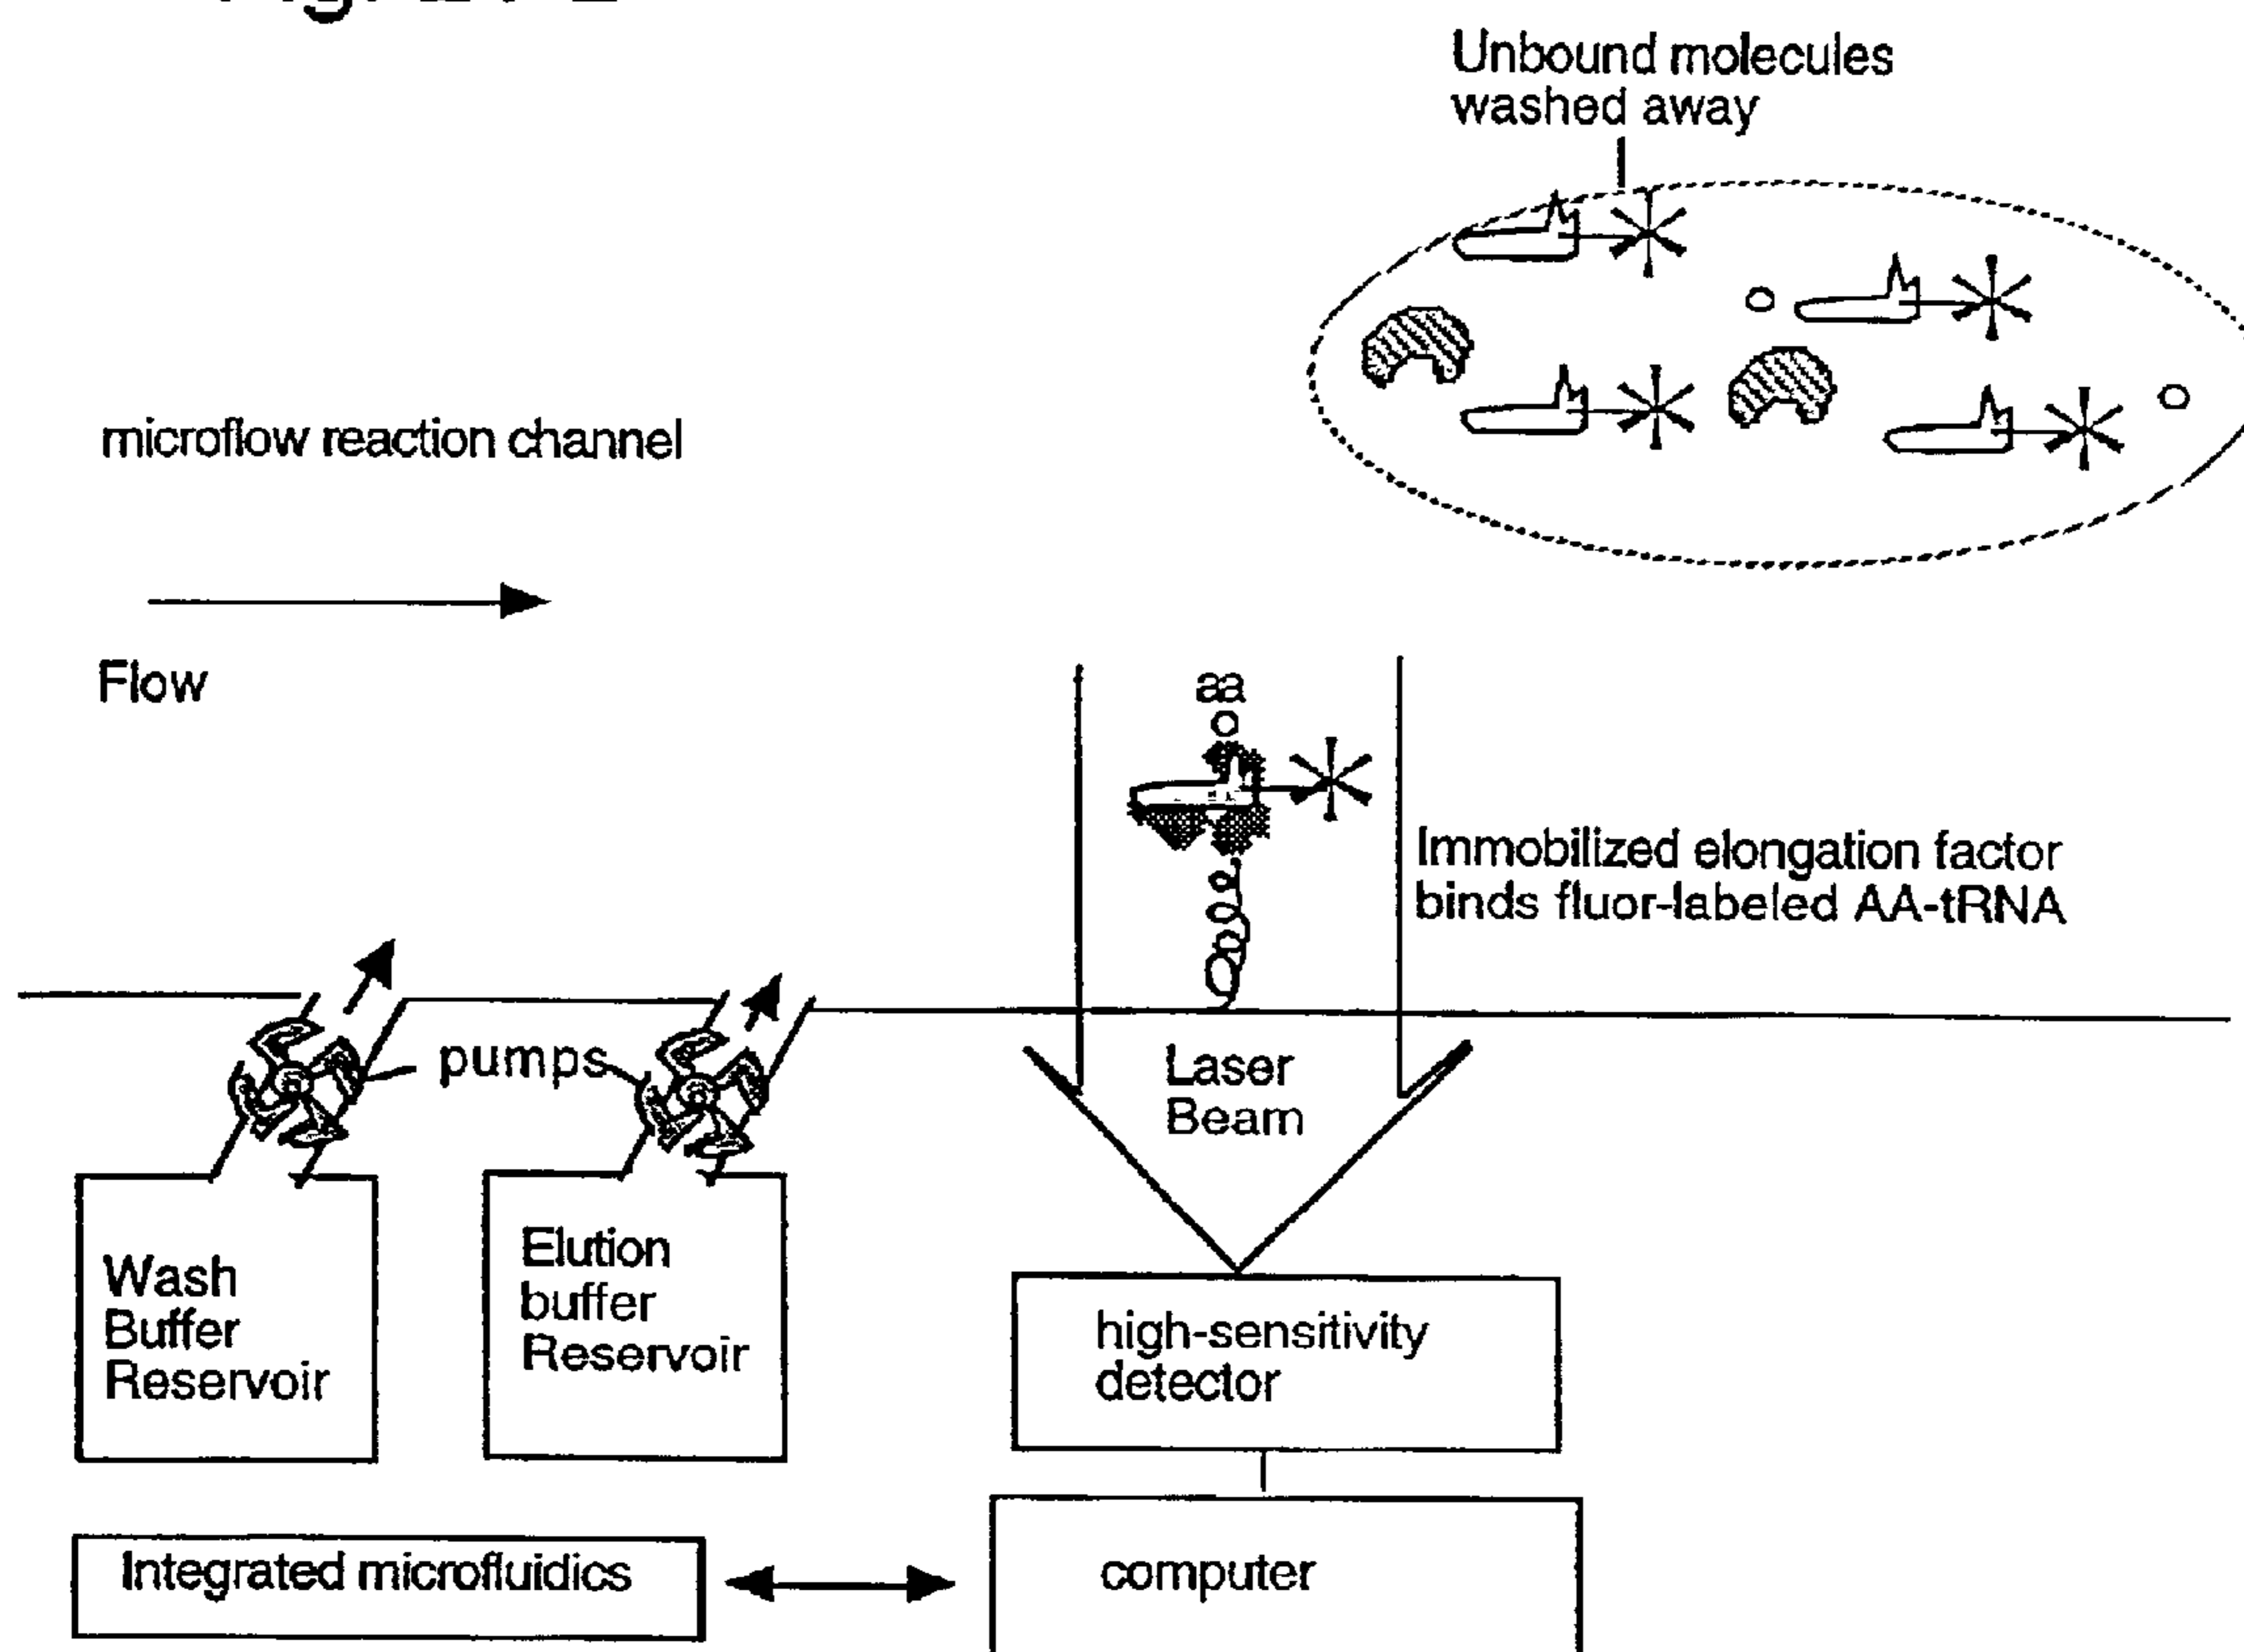 Unbound molecules
washed away
microflow reaction channel
Flow
aa
Immobilized elongation factor
binds fluor-labeled AA-tRNA
pumps
Laser
Beam
Wash
Buffer
Reservoir
Elution
buffer
Reservoir
high-sensitivity
detector
Integrated microfluidics
computer